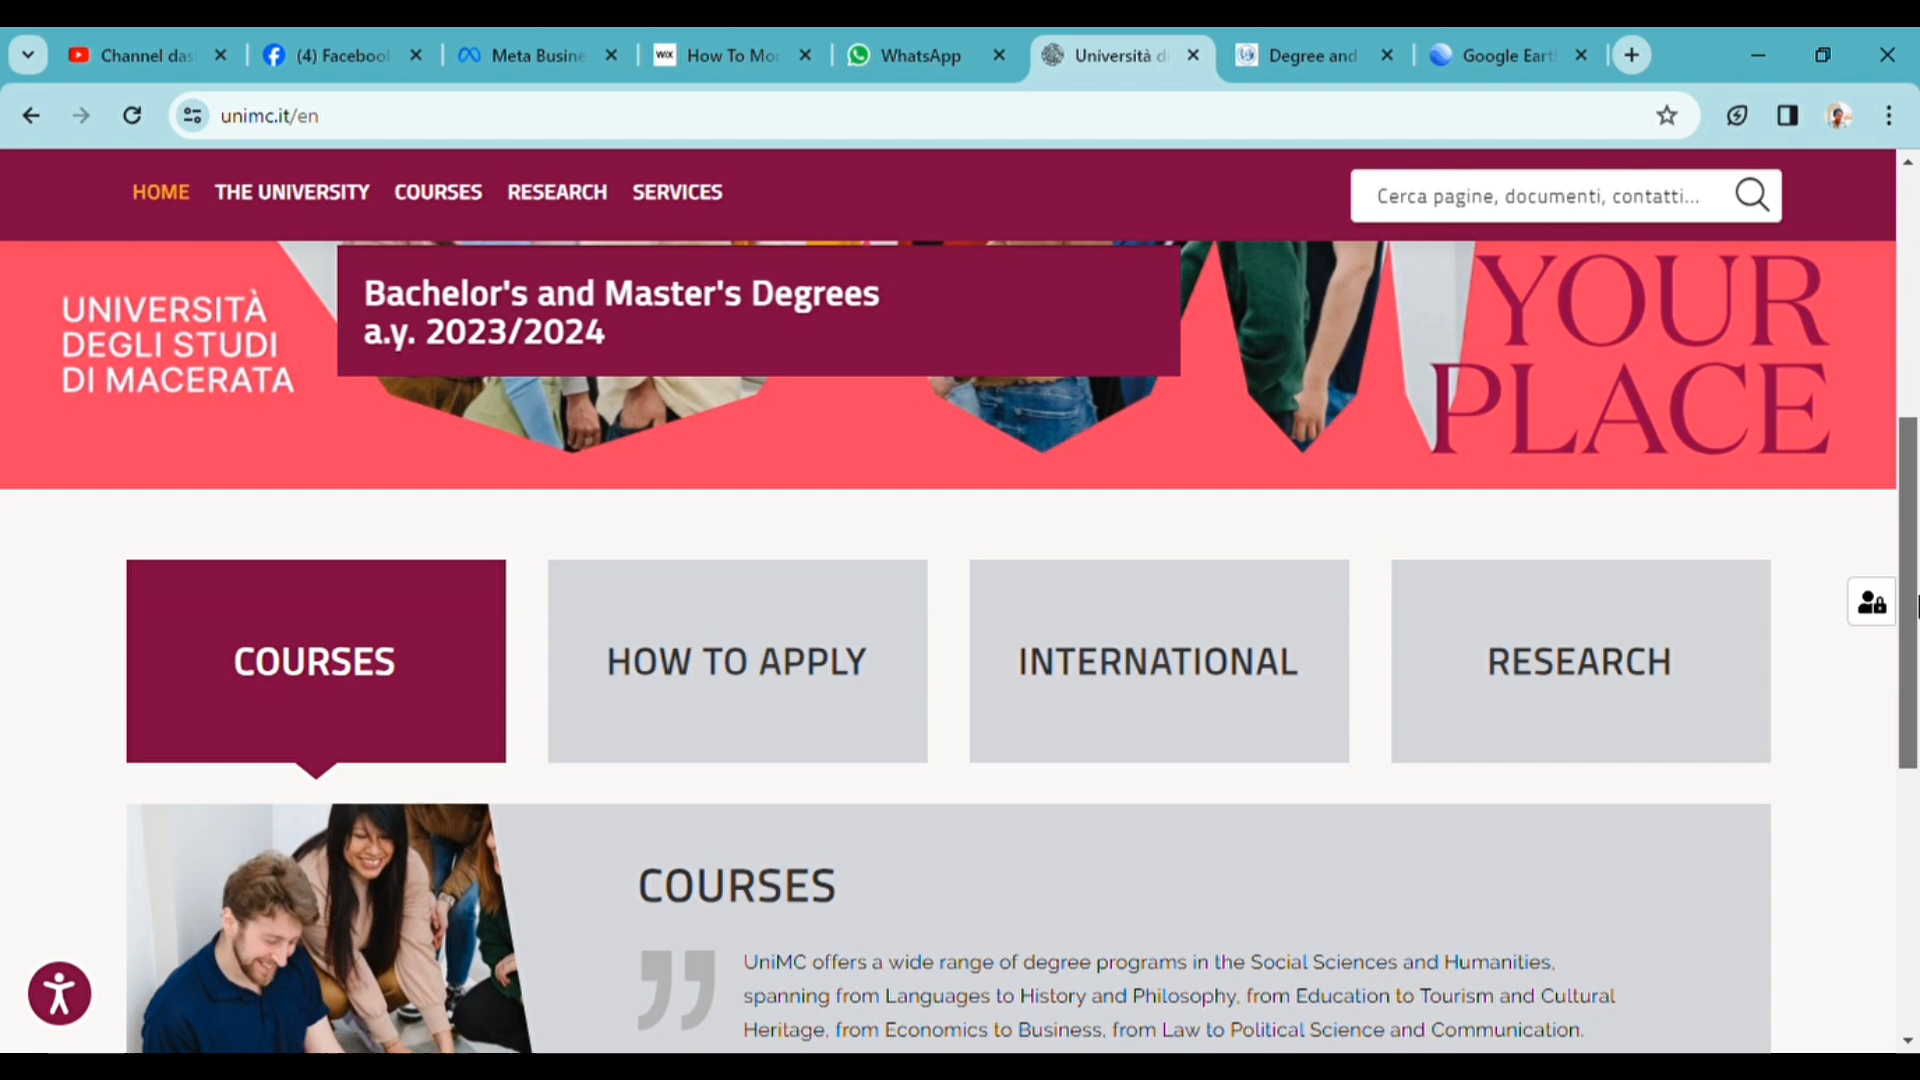 Channel das
(4) Facebook
Meta Busine
WiX
How To Mor
WhatsApp
Università di
Degree and
Google Eart
unimc.it/en
HOME
THE UNIVERSITY
COURSES
RESEARCH
SERVICES
Cerca pagine, documenti, contatti...
UNIVERSITÀ
DEGLI STUDI
DI MACERATA
Bachelor's and Master's Degrees
a.y. 2023/2024
YOUR
PLACE
COURSES
HOW TO APPLY
INTERNATIONAL
RESEARCH
COURSES
UniMC offers a wide range of degree programs in the Social Sciences and Humanities,
spanning from Languages to History and Philosophy, from Education to Tourism and Cultural
Heritage, from Economics to Business, from Law to Political Science and Communication.